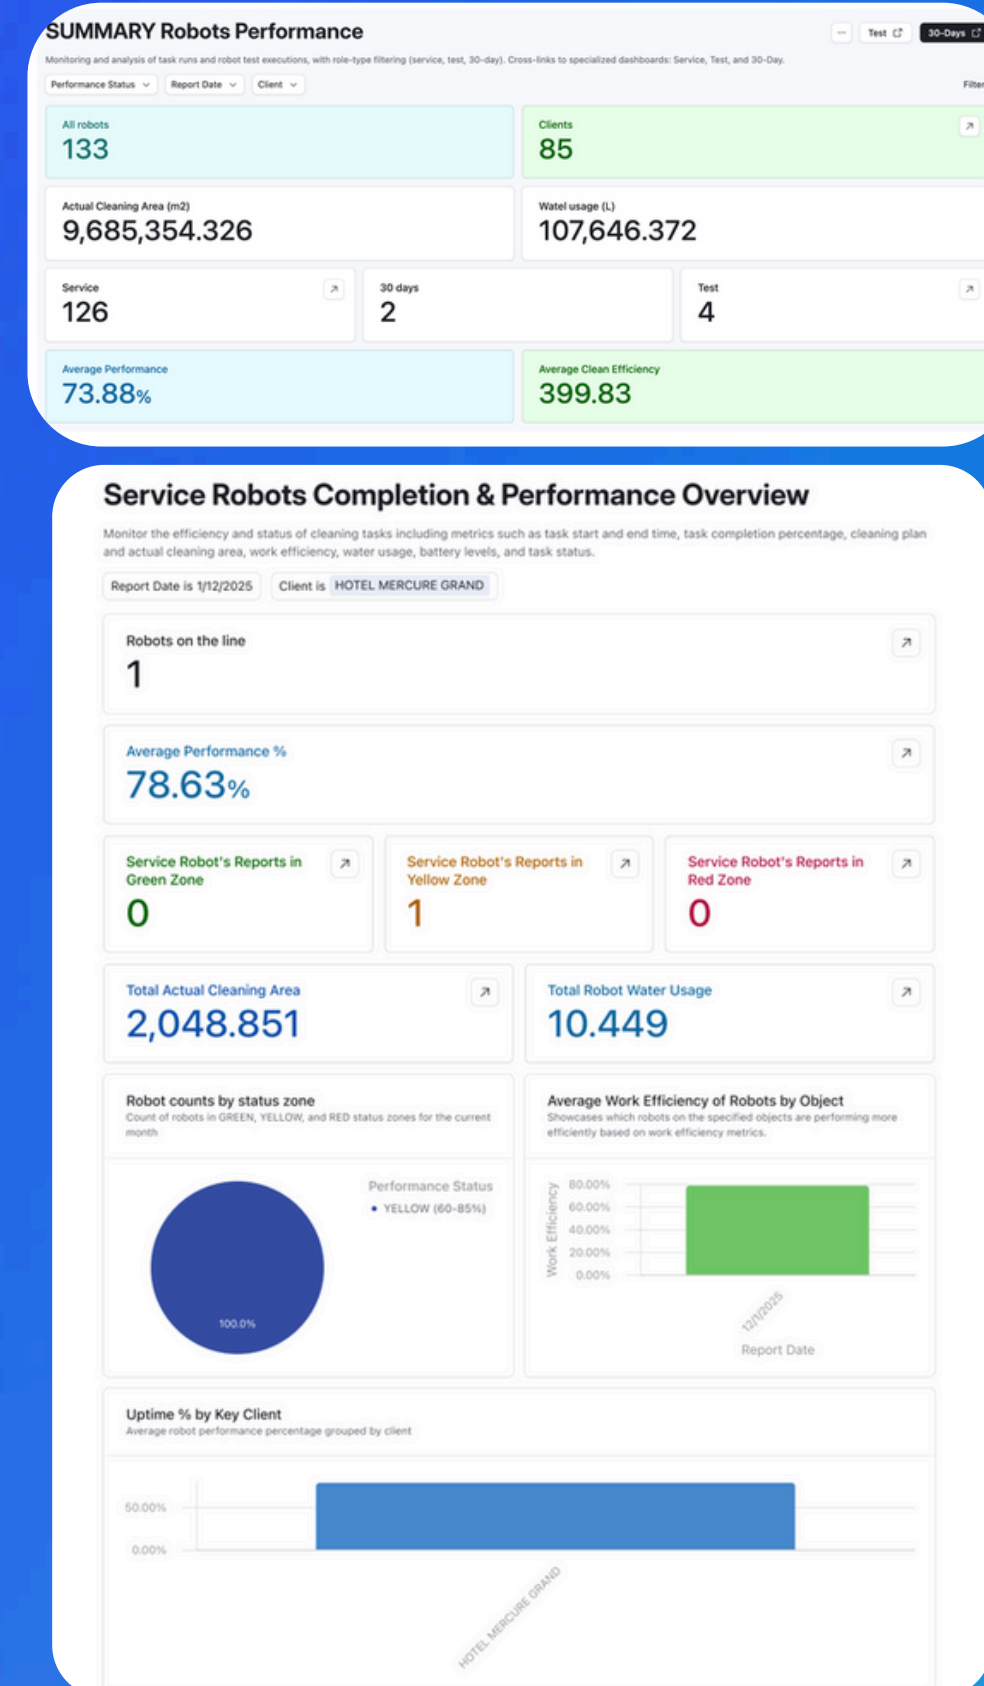 SUMMARY Robots Performance
Test
30-Days
Monitoring and analysis of task runs and robot test executions, with role-type filtering (service, test, 30-day). Cross-links to specialized dashboards: Service, Test, and 30-Day.
Performance Status
Report Date
Client
Filter
All robots
133
Clients
85
Actual Cleaning Area (m2)
9,685,354.326
Watel usage (L)
107,646.372
Service
126
30 days
2
Test
4
Average Performance
73.88%
Average Clean Efficiency
399.83
Service Robots Completion & Performance Overview
Monitor the efficiency and status of cleaning tasks including metrics such as task start and end time, task completion percentage, cleaning plan
and actual cleaning area, work efficiency, water usage, battery levels, and task status.
Report Date is 1/12/2025
Client is HOTEL MERCURE GRAND
Robots on the line
1
Average Performance %
78.63%
Service Robot's Reports in
Green Zone
0
Service Robot's Reports in
Yellow Zone
1
Service Robot's Reports in
Red Zone
0
Total Actual Cleaning Area
2,048.851
Total Robot Water Usage
10.449
Robot counts by status zone
Count of robots in GREEN, YELLOW, and RED status zones for the current
month
Performance Status
YELLOW (60-85%)
100.0%
Average Work Efficiency of Robots by Object
Showcases which robots on the specified objects are performing more
efficiently based on work efficiency metrics.
Work Efficiency
80.00%
60.00%
40.00%
20.00%
0.00%
12/1/2025
Report Date
Uptime % by Key Client
Average robot performance percentage grouped by client
50.00%
0.00%
HOTEL MERCURE GRAND